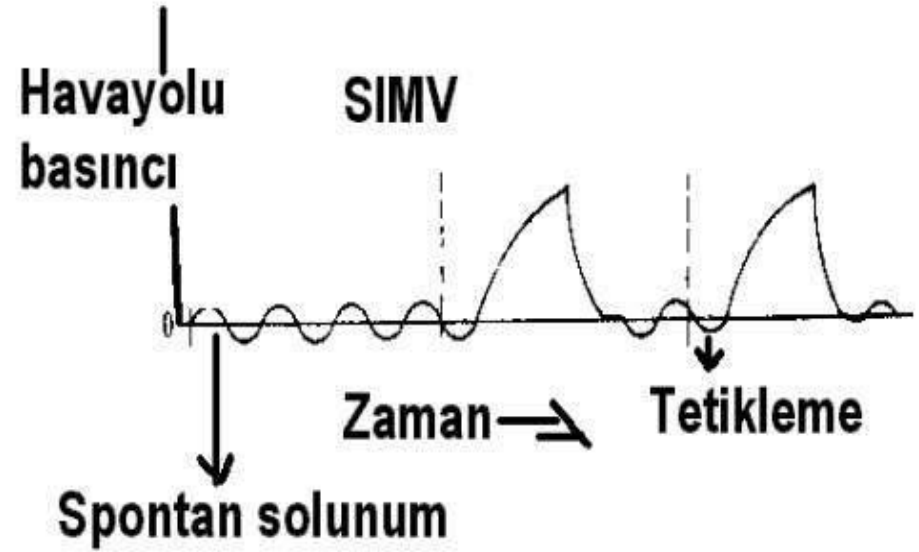 Havayolu
basıncı
SIMV
0
Zaman
Tetikleme
Spontan solunum